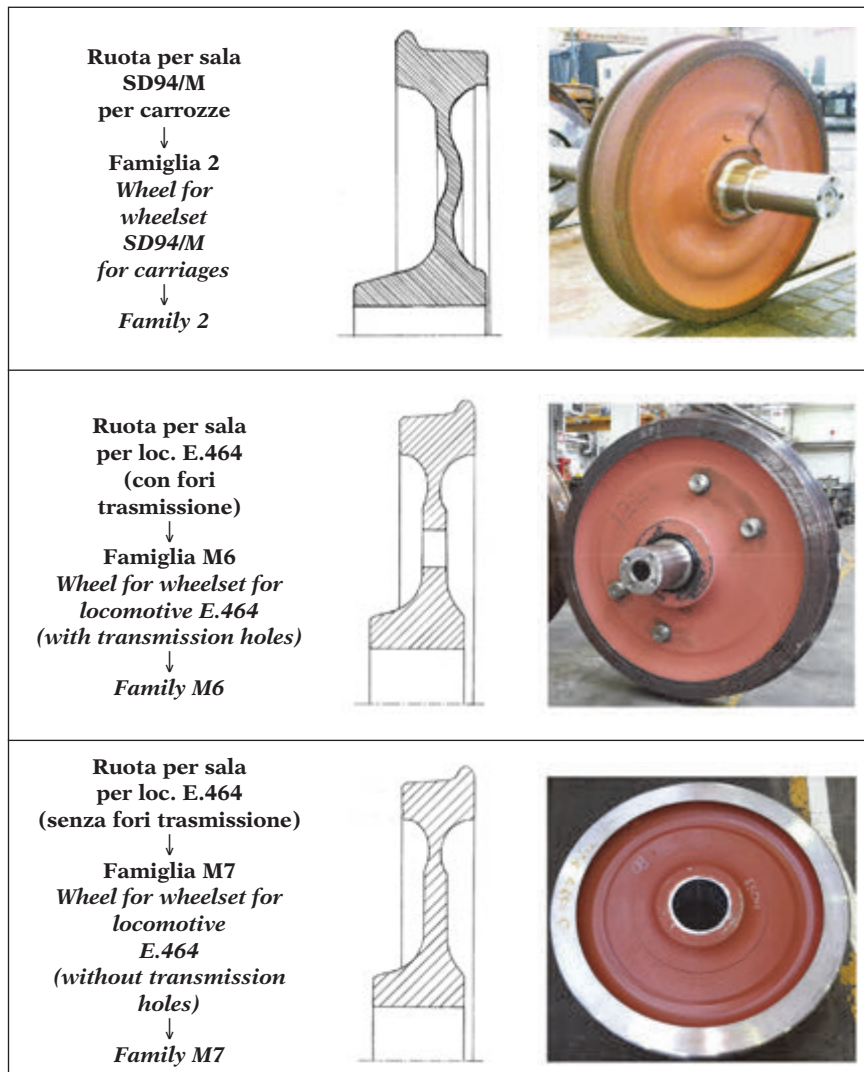 Ruota per sala
SD94/M
per carrozze
↓
Famiglia 2
Wheel for
wheelset
SD94/M
for carriages
↓
Family 2
Ruota per sala
per loc. E.464
(con fori
trasmissione)
↓
Famiglia M6
Wheel for wheelset for
locomotive E.464
(with transmission holes)
↓
Family M6
Ruota per sala
per loc. E.464
(senza fori trasmissione)
↓
Famiglia M7
Wheel for wheelset for
locomotive
E.464
(without transmission
holes)
↓
Family M7